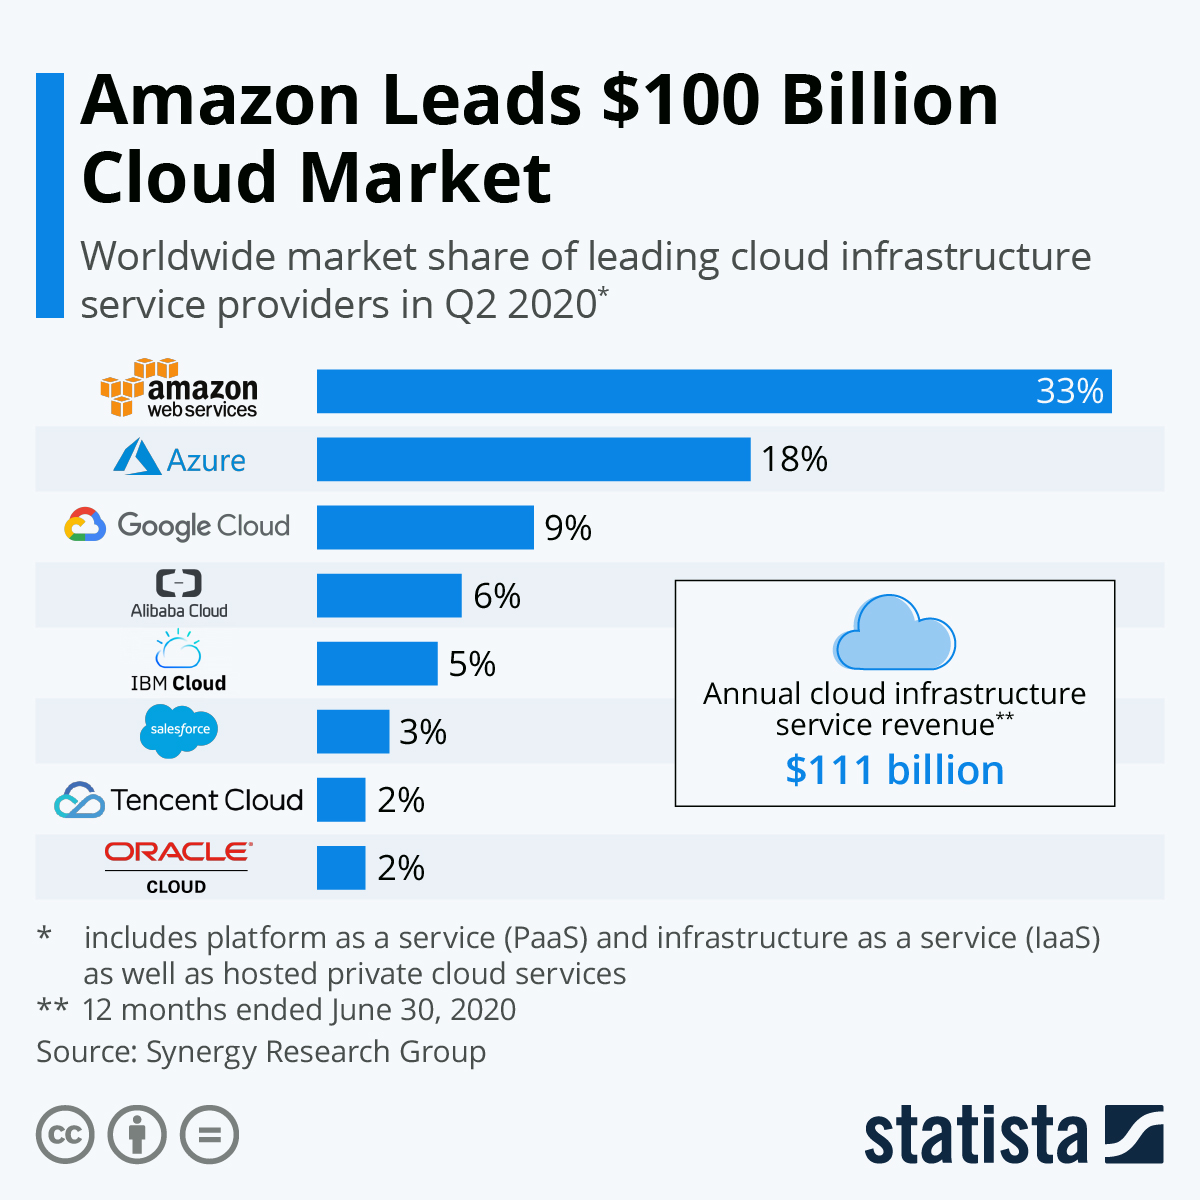 Amazon Leads $100 Billion
Cloud Market
Worldwide market share of leading cloud infrastructure
service providers in Q2 2020*
amazon
web services
33%
Azure
18%
Google Cloud
9%
Alibaba Cloud
6%
IBM Cloud
5%
salesforce
3%
Tencent Cloud
2%
ORACLE®
CLOUD
2%
Annual cloud infrastructure
service revenue**
$111 billion
* includes platform as a service (PaaS) and infrastructure as a service (IaaS)
as well as hosted private cloud services
** 12 months ended June 30, 2020
Source: Synergy Research Group
cc
statista